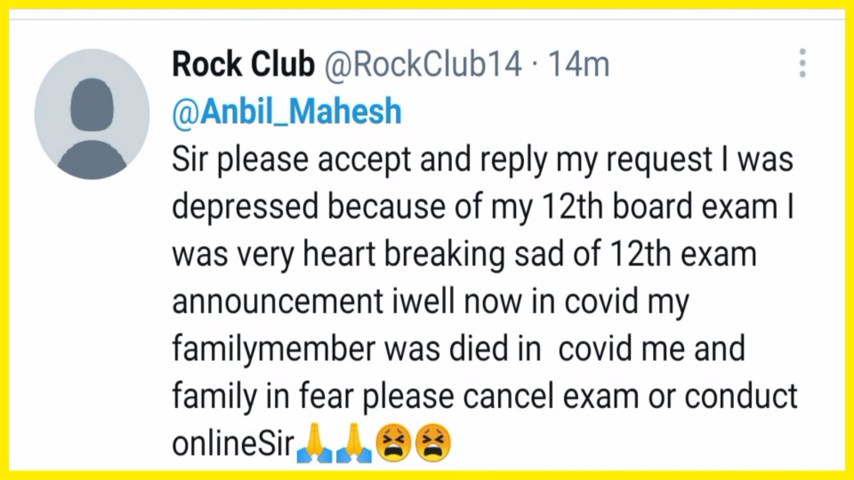 Rock Club @RockClub14 · 14m
@Anbil_Mahesh
Sir please accept and reply my request I was
depressed because of my 12th board exam I
was very heart breaking sad of 12th exam
announcement iwell now in covid my
familymember was died in  covid me and
family in fear please cancel exam or conduct
onlineSir🙏🙏😫😫